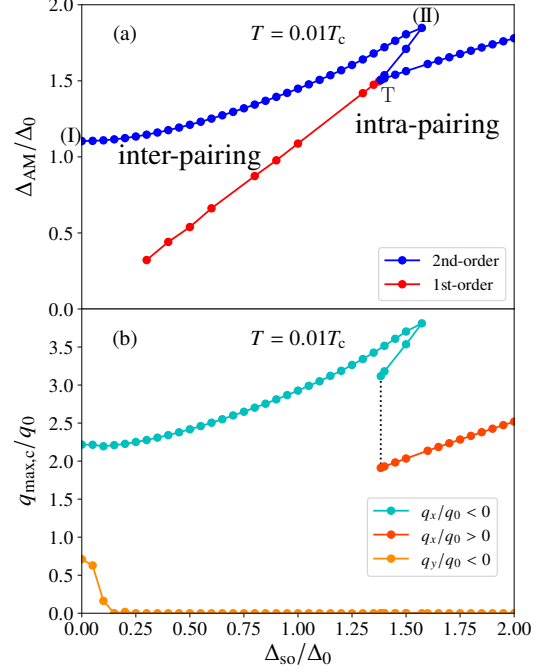 (a)
T = 0.01T_c
(II)
2.0
1.5
1.0
0.5
0.0
Δ_AM/Δ_0
(I)
T
inter-pairing
intra-pairing
2nd-order
1st-order
(b)
T = 0.01T_c
3.5
3.0
2.5
2.0
1.5
1.0
0.5
0.0
q_max,c/q_0
q_x/q_0 < 0
q_x/q_0 > 0
q_y/q_0 < 0
0.00 0.25 0.50 0.75 1.00 1.25 1.50 1.75 2.00
Δ_so/Δ_0